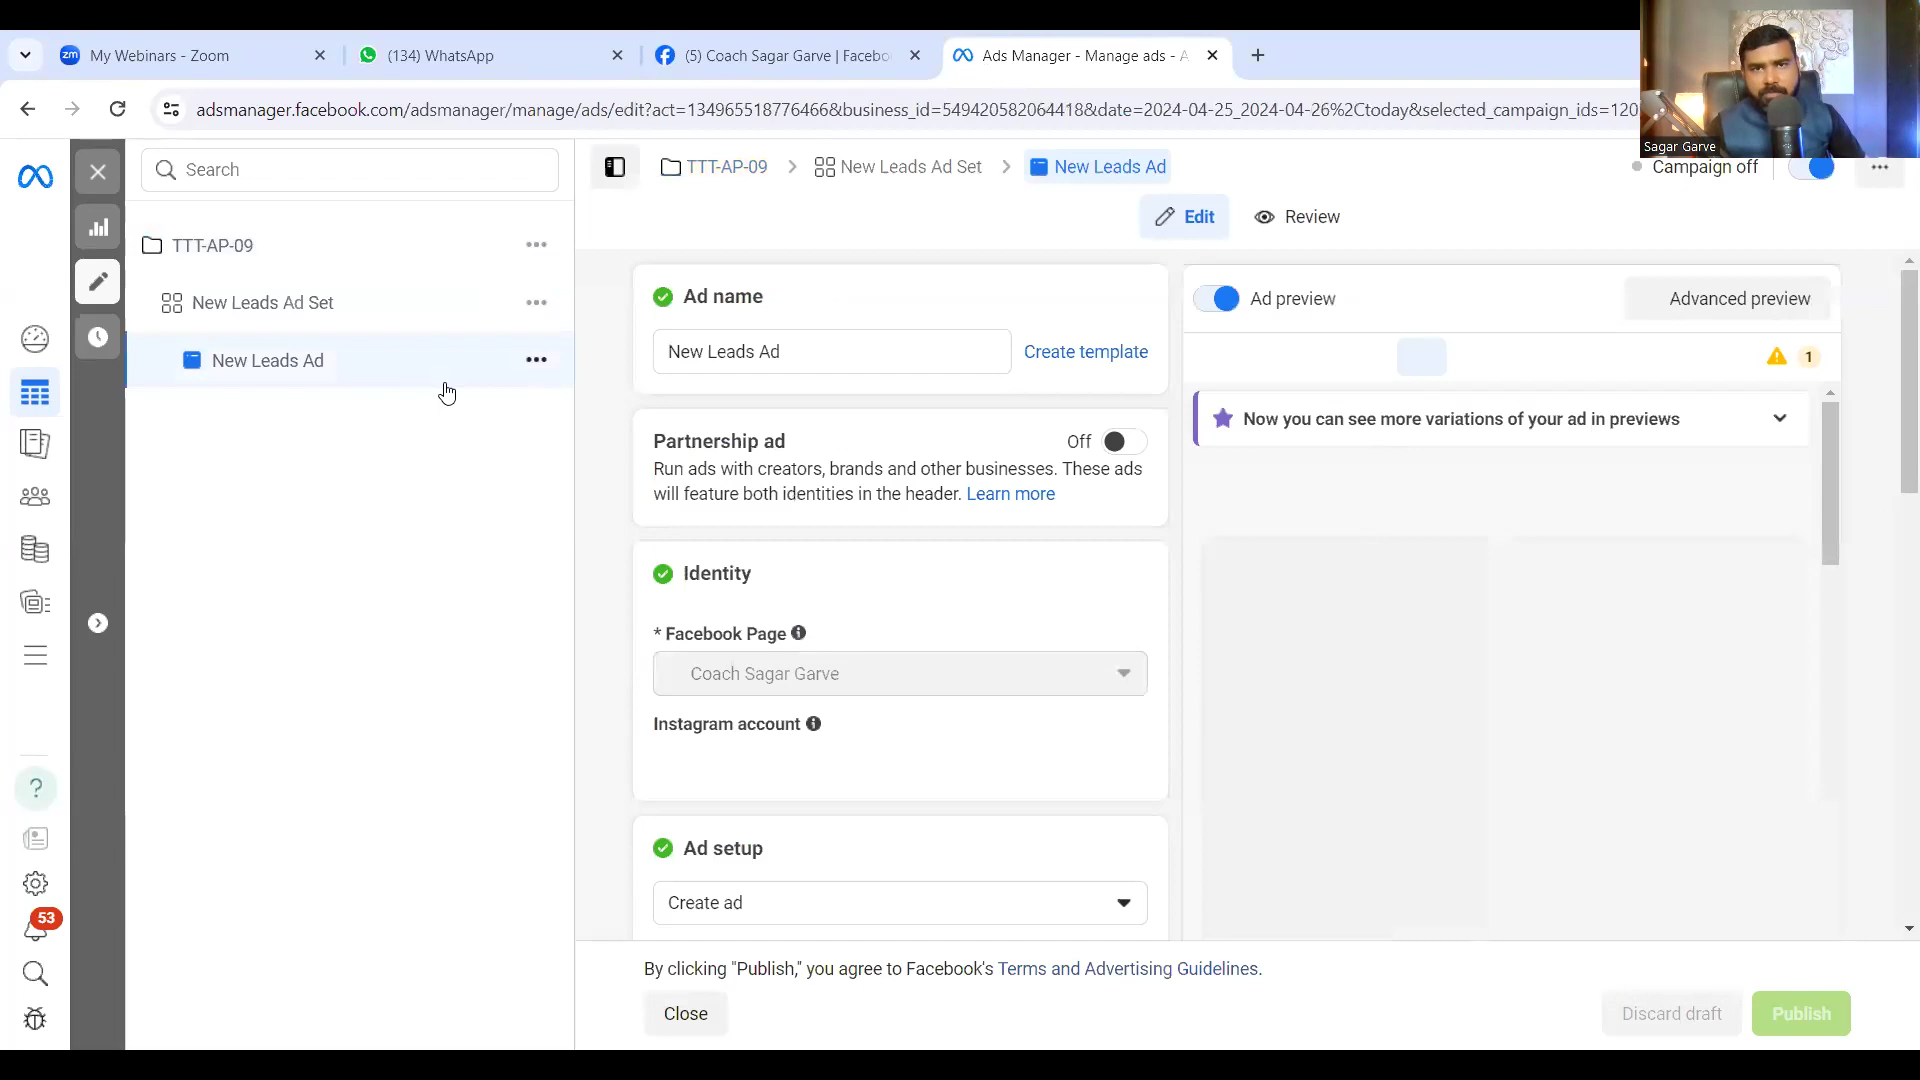 zm My Webinars - Zoom
(134) WhatsApp
(5) Coach Sagar Garve | Facebo
Ads Manager - Manage ads - A
adsmanager.facebook.com/adsmanager/manage/ads/edit?act=134965518776466&business_id=549420582064418&date=2024-04-25_2024-04-26%2Ctoday&selected_campaign_ids=120
Sagar Garve
Search
TTT-AP-09
New Leads Ad Set
New Leads Ad
Campaign off
Edit
Review
TTT-AP-09
New Leads Ad Set
New Leads Ad
53
Ad name
New Leads Ad
Create template
Partnership ad
Off
Run ads with creators, brands and other businesses. These ads
will feature both identities in the header. Learn more
Identity
* Facebook Page
Coach Sagar Garve
Instagram account
Ad setup
Create ad
Ad preview
Advanced preview
1
Now you can see more variations of your ad in previews
By clicking "Publish," you agree to Facebook's Terms and Advertising Guidelines.
Close
Discard draft
Publish